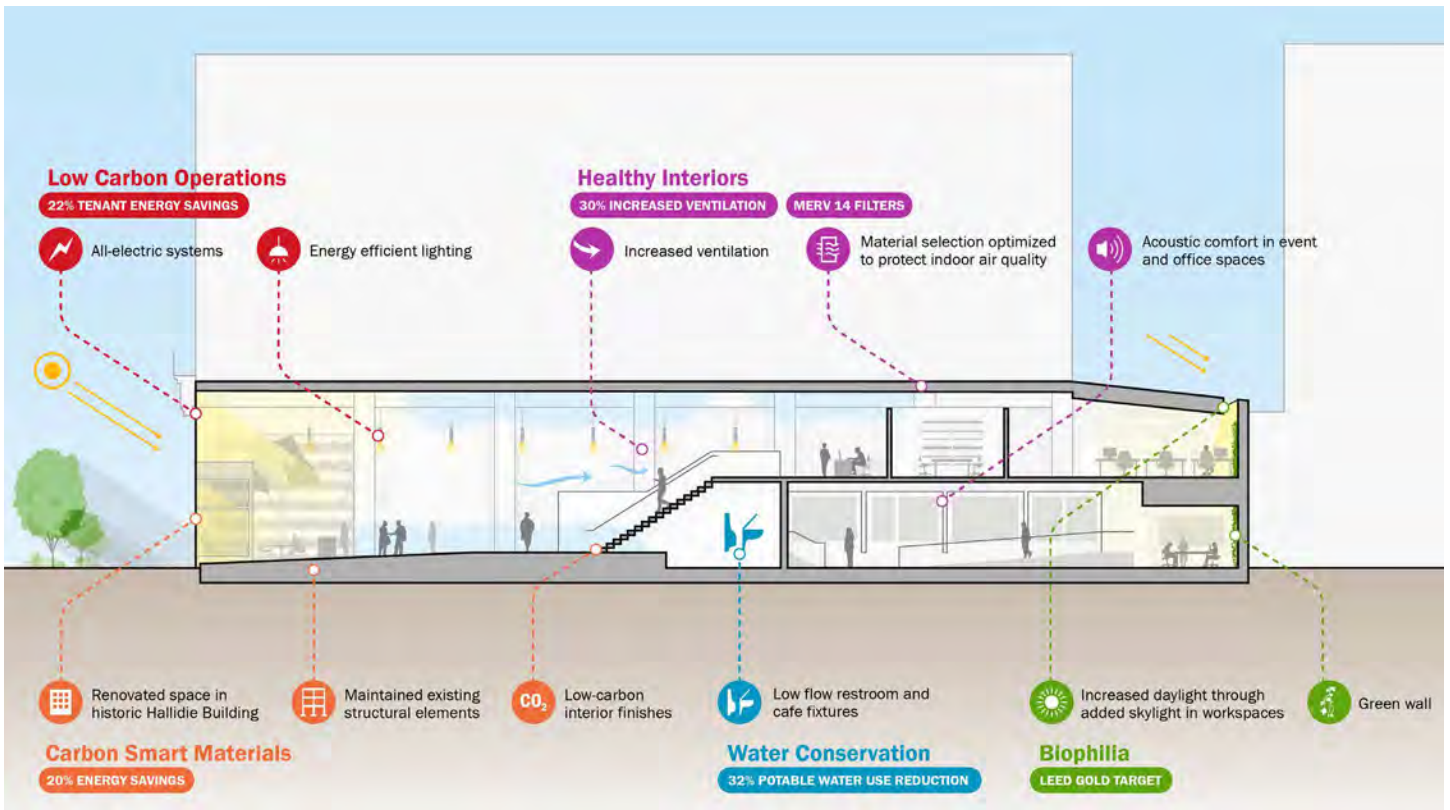 Low Carbon Operations
22% TENANT ENERGY SAVINGS
All-electric systems
Energy efficient lighting
Healthy Interiors
30% INCREASED VENTILATION
MERV 14 FILTERS
Increased ventilation
Material selection optimized
to protect indoor air quality
Acoustic comfort in event
and office spaces
Renovated space in
historic Hallidie Building
Maintained existing
structural elements
CO₂
Low-carbon
interior finishes
Carbon Smart Materials
20% ENERGY SAVINGS
Low flow restroom and
cafe fixtures
Water Conservation
32% POTABLE WATER USE REDUCTION
Increased daylight through
added skylight in workspaces
Green wall
Biophilia
LEED GOLD TARGET